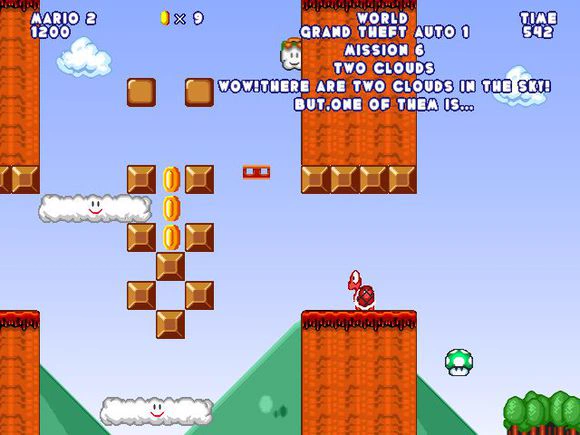 MARIO 2
1200
× 9
WORLD
GRAND THEFT AUTO 1
MISSION 6
TWO CLOUDS
WOW!THERE ARE TWO CLOUDS IN THE SKY!
BUT.ONE OF THEM IS...
TIME
542